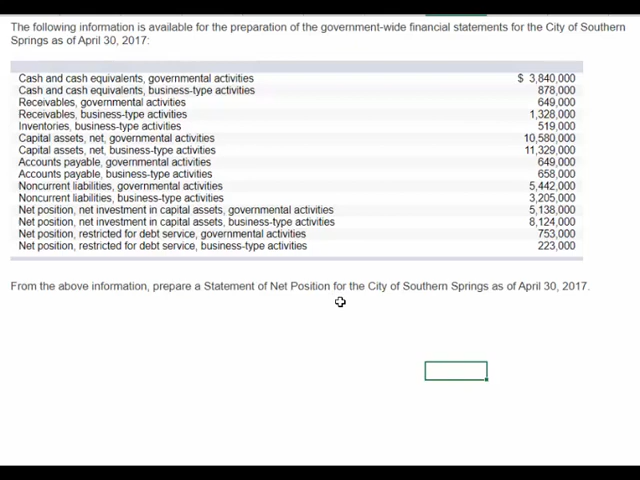 The following information is available for the preparation of the government-wide financial statements for the City of Southern
Springs as of April 30, 2017:
Cash and cash equivalents, governmental activities $ 3,840,000
Cash and cash equivalents, business-type activities 878,000
Receivables, governmental activities 649,000
Receivables, business-type activities 1,328,000
Inventories, business-type activities 519,000
Capital assets, net, governmental activities 10,580,000
Capital assets, net, business-type activities 11,329,000
Accounts payable, governmental activities 649,000
Accounts payable, business-type activities 658,000
Noncurrent liabilities, governmental activities 5,442,000
Noncurrent liabilities, business-type activities 3,205,000
Net position, net investment in capital assets, governmental activities 5,138,000
Net position, net investment in capital assets, business-type activities 8,124,000
Net position, restricted for debt service, governmental activities 753,000
Net position, restricted for debt service, business-type activities 223,000
From the above information, prepare a Statement of Net Position for the City of Southern Springs as of April 30, 2017.